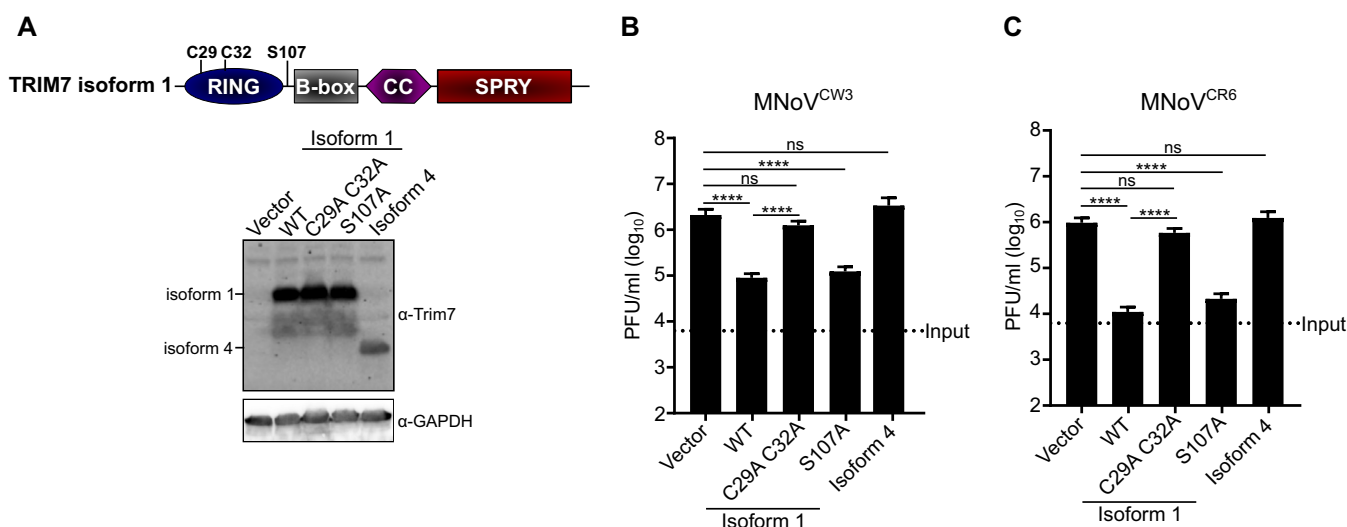 A
C29 C32 S107
TRIM7 isoform 1
RING
B-box
CC
SPRY
Isoform 1
Vector
WT
C29A C32A
S107A
Isoform 4
isoform 1
isoform 4
α-Trim7
α-GAPDH
B
MNoV^CW3
PFU/ml (log10)
8
7
6
5
4
3
2
ns
****
ns
****
****
Input
Vector
WT
C29A C32A
S107A
Isoform 4
Isoform 1
C
MNoV^CR6
PFU/ml (log10)
8
7
6
5
4
3
2
ns
****
ns
****
****
Input
Vector
WT
C29A C32A
S107A
Isoform 4
Isoform 1